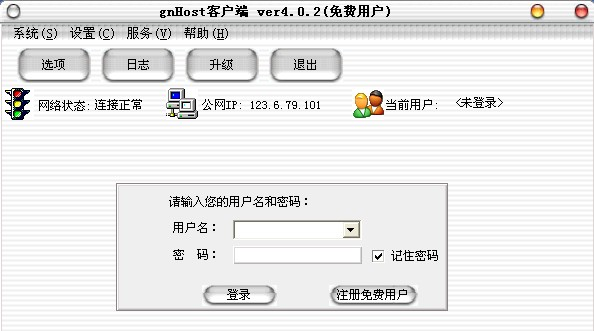 gnHost客户端 ver4.0.2(免费用户)
系统(S) 设置(C) 服务(V) 帮助(H)
选项 日志 升级 退出
网络状态: 连接正常 公网IP: 123.6.79.101 当前用户: <未登录>
请输入您的用户名和密码：
用户名：
密 码： 记住密码
登录 注册免费用户